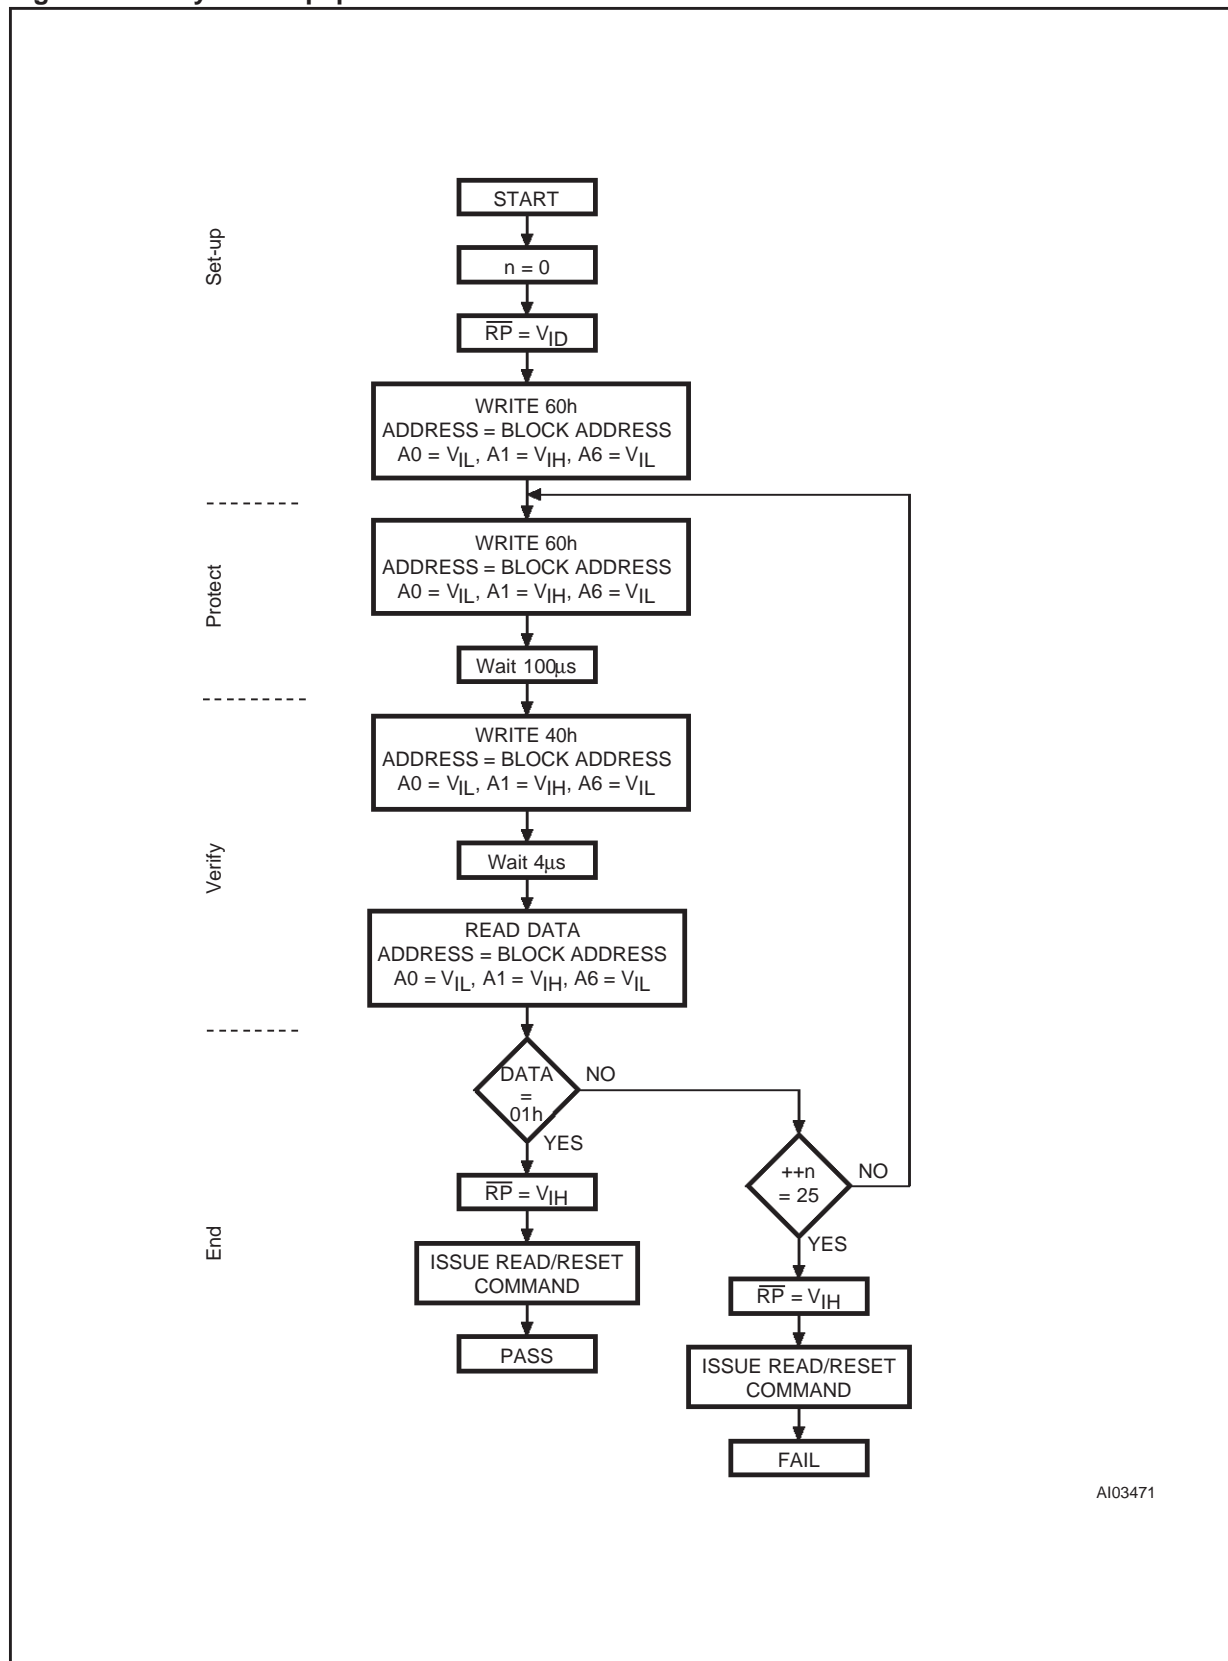 Set-up
START
n = 0
RP = VID
WRITE 60h
ADDRESS = BLOCK ADDRESS
A0 = VIL, A1 = VIH, A6 = VIL
Protect
WRITE 60h
ADDRESS = BLOCK ADDRESS
A0 = VIL, A1 = VIH, A6 = VIL
Wait 100μs
Verify
WRITE 40h
ADDRESS = BLOCK ADDRESS
A0 = VIL, A1 = VIH, A6 = VIL
Wait 4μs
READ DATA
ADDRESS = BLOCK ADDRESS
A0 = VIL, A1 = VIH, A6 = VIL
End
DATA
=
01h
NO
YES
++n
= 25
NO
YES
RP = VIH
ISSUE READ/RESET
COMMAND
PASS
RP = VIH
ISSUE READ/RESET
COMMAND
FAIL
AI03471